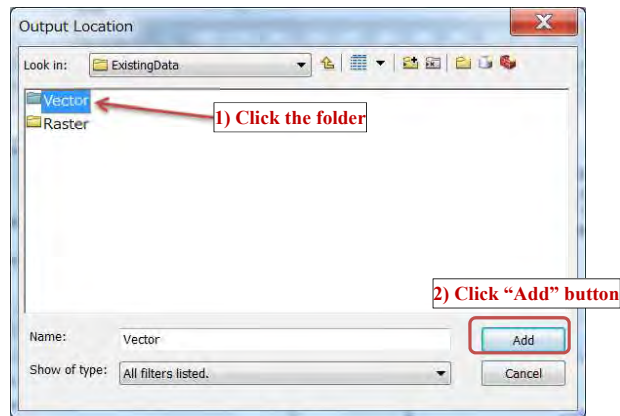 Output Location
Look in: ExistingData
Vector
1) Click the folder
Raster
2) Click “Add” button
Name: Vector Add
Show of type: All filters listed. Cancel